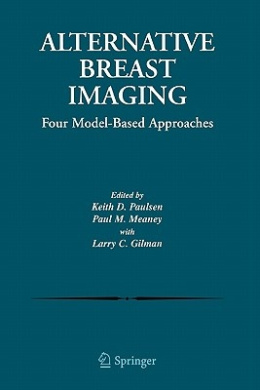 ALTERNATIVE
BREAST
IMAGING
Four Model-Based Approaches
Edited by
Keith D. Paulsen
Paul M. Meaney
with
Larry C. Gilman
Springer